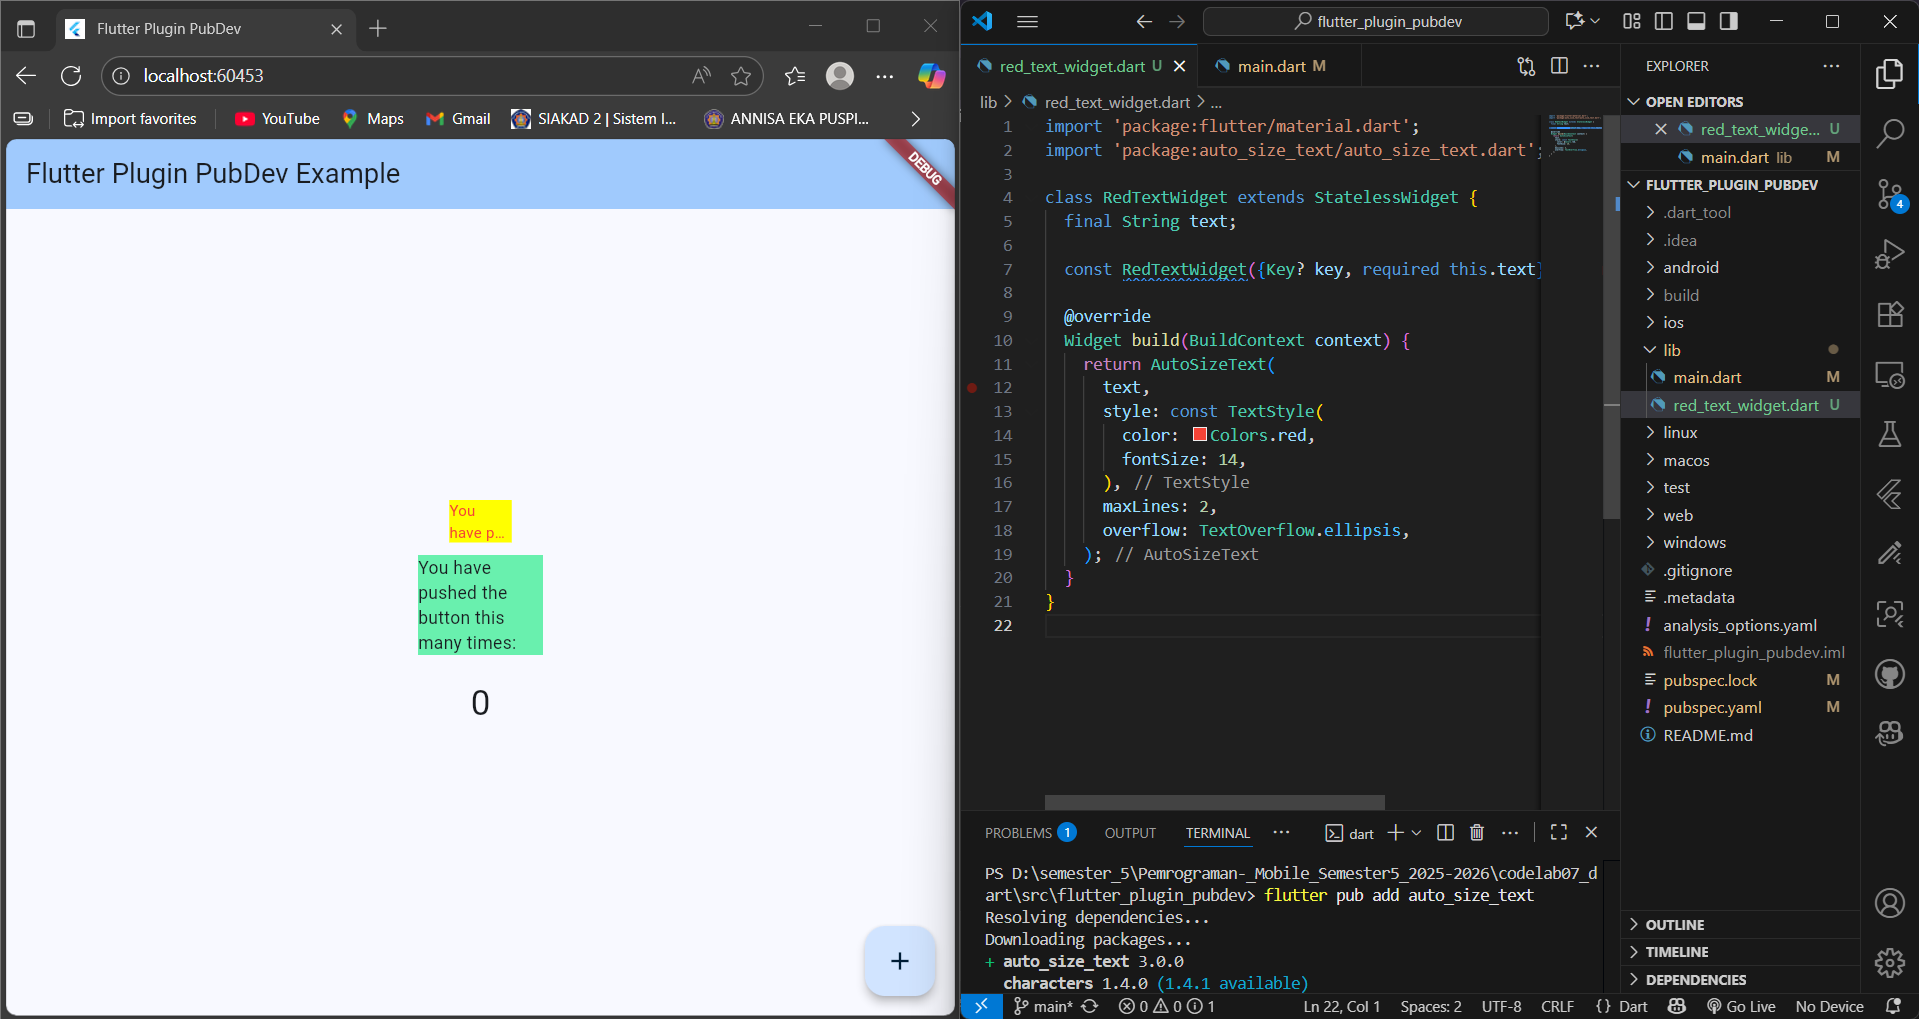 Flutter Plugin PubDev
localhost:60453
Import favorites
YouTube
Maps
Gmail
SIAKAD 2 | Sistem I...
ANNISA EKA PUSPI...
Flutter Plugin PubDev Example
DEBUG
You
have p...
You have
pushed the
button this
many times:
0
+
flutter_plugin_pubdev
red_text_widget.dart U
main.dart M
lib > red_text_widget.dart > ...
1 import 'package:flutter/material.dart';
2 import 'package:auto_size_text/auto_size_text.dart';
3
4 class RedTextWidget extends StatelessWidget {
5 final String text;
6
7 const RedTextWidget({Key? key, required this.text}
8
9 @override
10 Widget build(BuildContext context) {
11 return AutoSizeText(
12 text,
13 style: const TextStyle(
14 color: Colors.red,
15 fontSize: 14,
16 ), // TextStyle
17 maxLines: 2,
18 overflow: TextOverflow.ellipsis,
19 ); // AutoSizeText
20 }
21 }
22
PROBLEMS 1
OUTPUT
TERMINAL
...
dart
PS D:\semester_5\Pemrograman-_Mobile_Semester5_2025-2026\codelab07_d
art\src\flutter_plugin_pubdev> flutter pub add auto_size_text
Resolving dependencies...
Downloading packages...
+ auto_size_text 3.0.0
characters 1.4.0 (1.4.1 available)
EXPLORER
OPEN EDITORS
red_text_widge... U
main.dart lib M
FLUTTER_PLUGIN_PUBDEV
.dart_tool
.idea
android
build
ios
lib
main.dart M
red_text_widget.dart U
linux
macos
test
web
windows
.gitignore
.metadata
! analysis_options.yaml
flutter_plugin_pubdev.iml
pubspec.lock M
! pubspec.yaml M
README.md
OUTLINE
TIMELINE
DEPENDENCIES
4
main*
0 0 1
Ln 22, Col 1
Spaces: 2
UTF-8
CRLF
{} Dart
Go Live
No Device